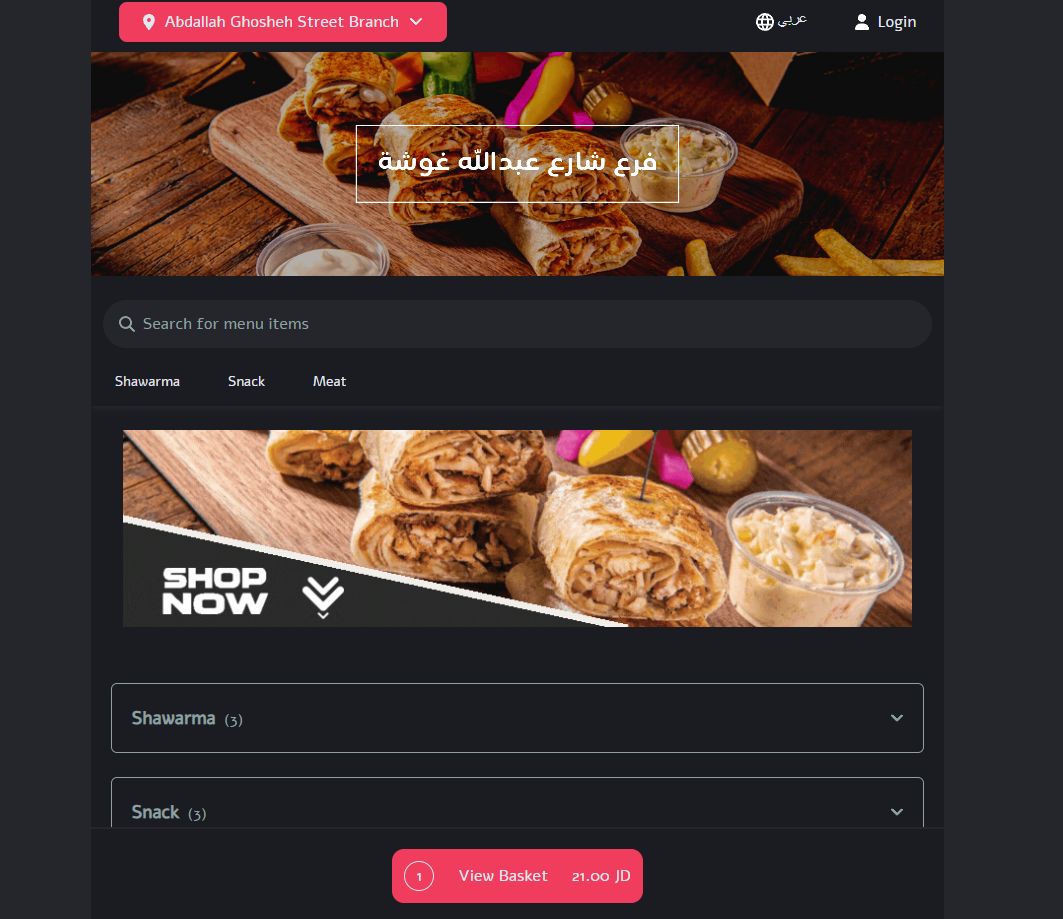 Abdallah Ghosheh Street Branch
عربي
Login
فرع شارع عبدالله غوشة
Search for menu items
Shawarma
Snack
Meat
SHOP
NOW
Shawarma (3)
Snack (3)
1 View Basket 21.00 JD